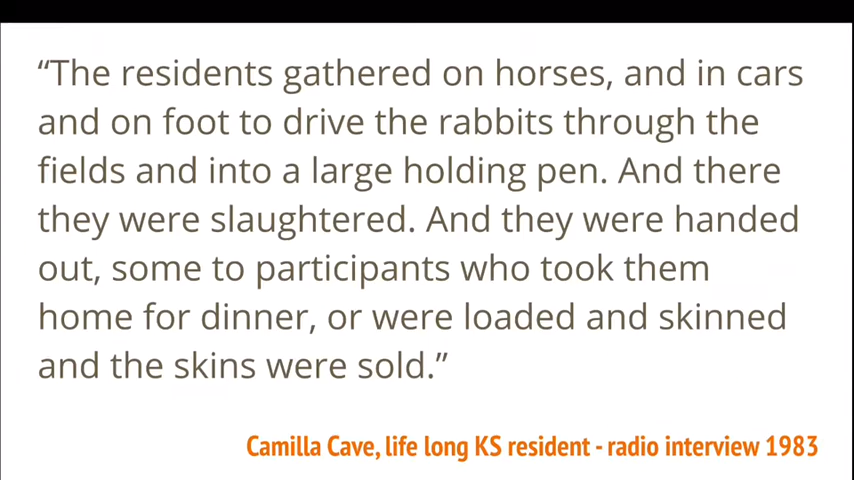 “The residents gathered on horses, and in cars
and on foot to drive the rabbits through the
fields and into a large holding pen. And there
they were slaughtered. And they were handed
out, some to participants who took them
home for dinner, or were loaded and skinned
and the skins were sold.”
Camilla Cave, life long KS resident - radio interview 1983